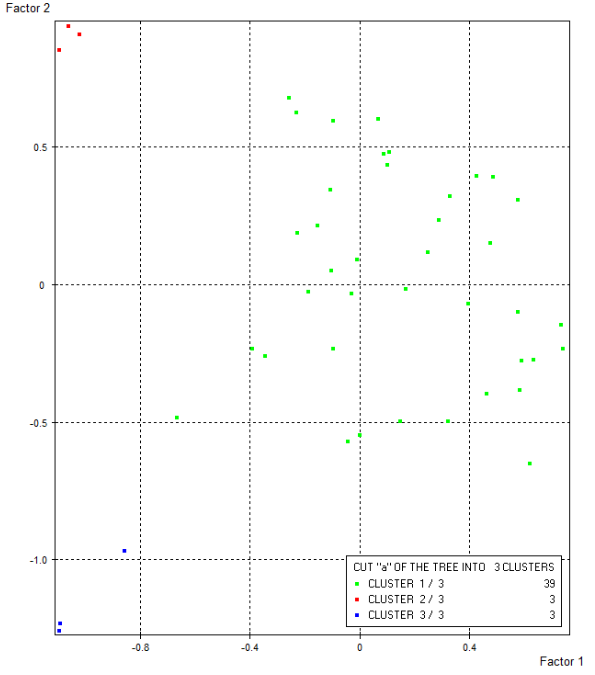 Factor 2
0.5
0
-0.5
-1.0
CUT "a" OF THE TREE INTO 3 CLUSTERS
CLUSTER 1 / 3 39
CLUSTER 2 / 3 3
CLUSTER 3 / 3 3
-0.8 -0.4 0 0.4
Factor 1